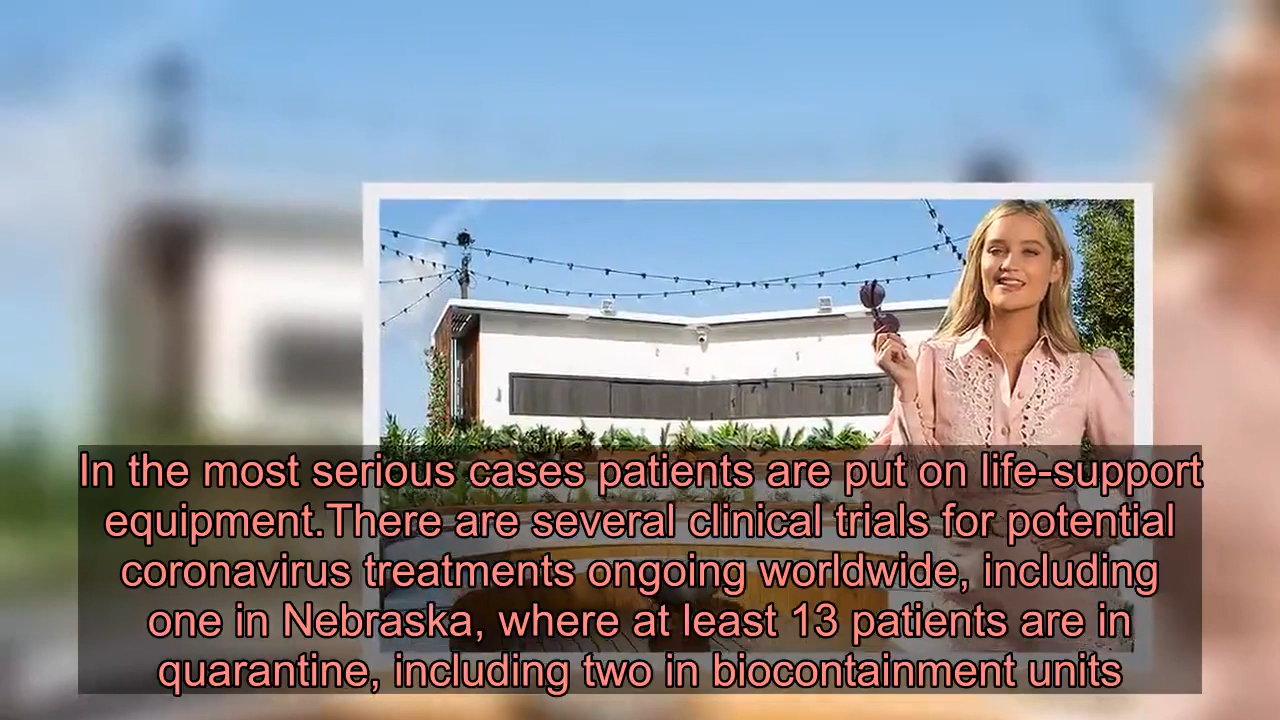 In the most serious cases patients are put on life-support
equipment.There are several clinical trials for potential
coronavirus treatments ongoing worldwide, including
one in Nebraska, where at least 13 patients are in
quarantine, including two in biocontainment units